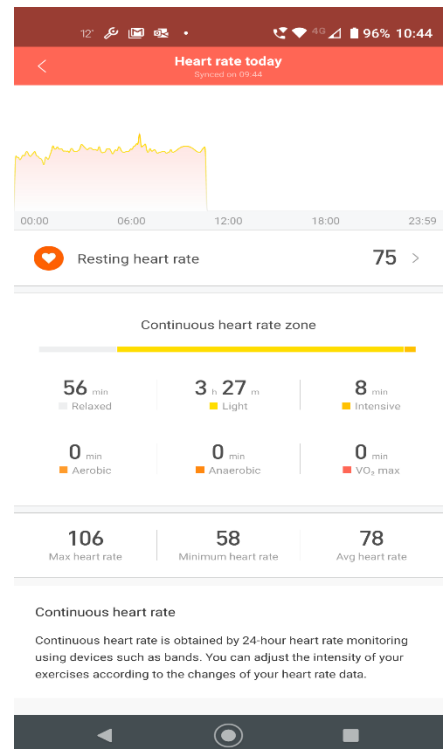 12° 4G 96% 10:44
Heart rate today
Synced on 09:44
00:00 06:00 12:00 18:00 23:59
Resting heart rate 75
Continuous heart rate zone
56 min 3 h 27 m 8 min
Relaxed Light Intensive
0 min 0 min 0 min
Aerobic Anaerobic VO₂ max
106 58 78
Max heart rate Minimum heart rate Avg heart rate
Continuous heart rate
Continuous heart rate is obtained by 24-hour heart rate monitoring
using devices such as bands. You can adjust the intensity of your
exercises according to the changes of your heart rate data.